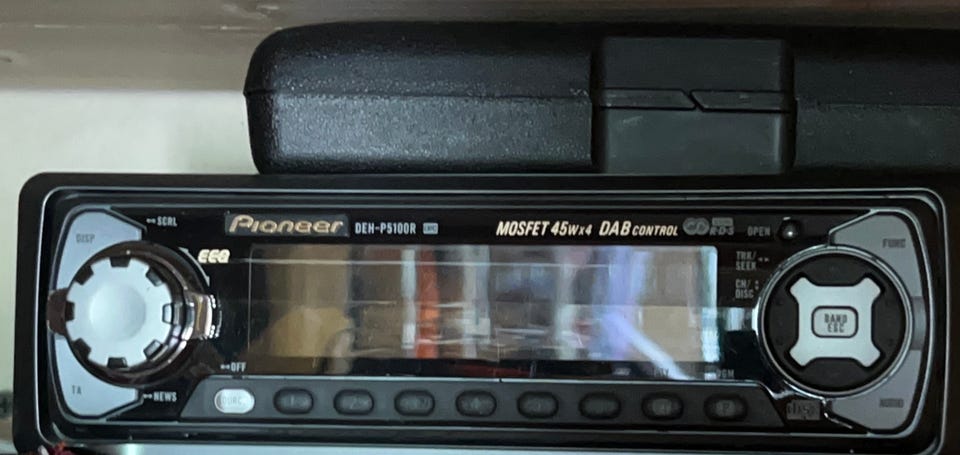 DISP
SCRL
Pioneer DEH-P5100R
MOSFET 45Wx4 DAB CONTROL
R·D·S
OPEN
FUNC
EEQ
TRK/
SEEK
CH/
DISC
BAND
ESC
OFF
TA
NEWS
PGM
AUDIO